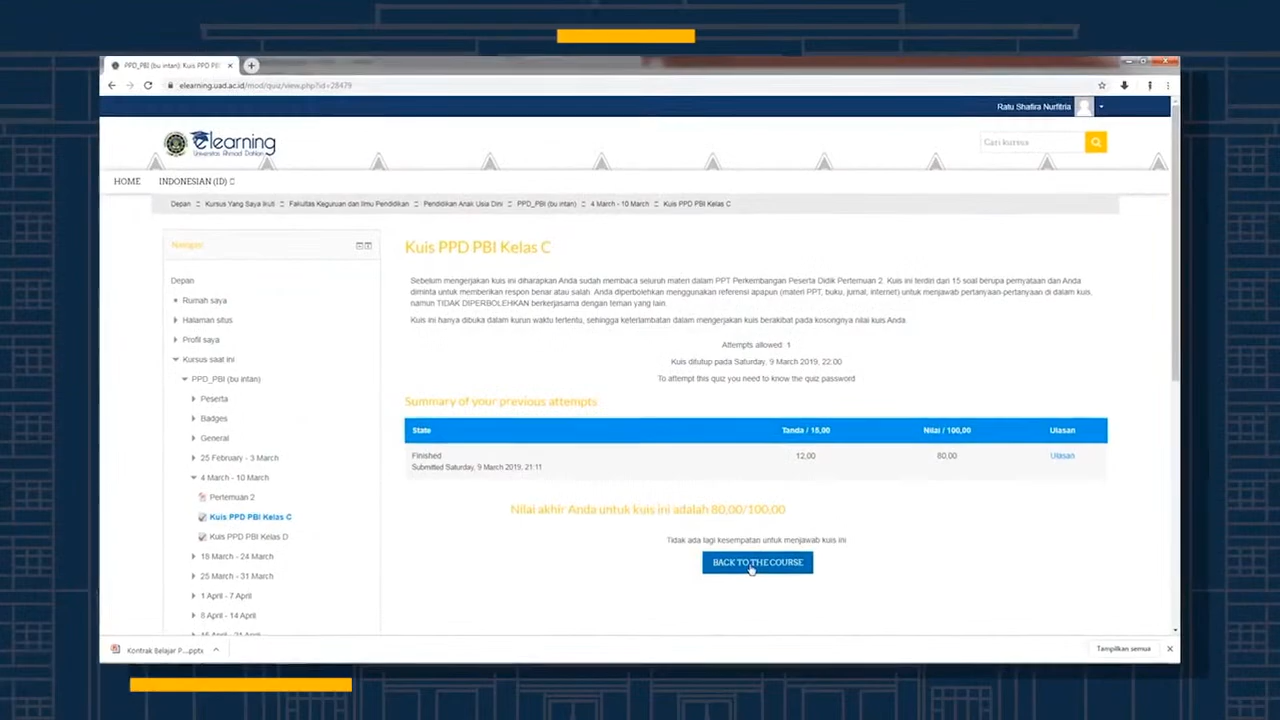 PPD_PBI (bu intan): Kuis PPD PBI
elearning.uad.ac.id/mod/quiz/view.php?id=28479
Ratu Shafira Nurfitria
elearning
Universitas Ahmad Dahlan
Cari kursus
HOME INDONESIAN (ID)
Depan Kursus Yang Saya Ikuti Fakultas Keguruan dan Ilmu Pendidikan Pendidikan Anak Usia Dini PPD_PBI (bu intan) 4 March - 10 March Kuis PPD PBI Kelas C
Navigasi
Depan
Rumah saya
Halaman situs
Profil saya
Kursus saat ini
PPD_PBI (bu intan)
Peserta
Badges
General
25 February - 3 March
4 March - 10 March
Pertemuan 2
Kuis PPD PBI Kelas C
Kuis PPD PBI Kelas D
18 March - 24 March
25 March - 31 March
1 April - 7 April
8 April - 14 April
15 April - 21 April
Kuis PPD PBI Kelas C
Sebelum mengerjakan kuis ini diharapkan Anda sudah membaca seluruh materi dalam PPT Perkembangan Peserta Didik Pertemuan 2. Kuis ini terdiri dari 15 soal berupa pernyataan dan Anda
diminta untuk memberikan respon benar atau salah. Anda diperbolehkan menggunakan referensi apapun (materi PPT, buku, jurnal, internet) untuk menjawab pertanyaan-pertanyaan di dalam kuis,
namun TIDAK DIPERBOLEHKAN berkerjasama dengan teman yang lain.
Kuis ini hanya dibuka dalam kurun waktu tertentu, sehingga keterlambatan dalam mengerjakan kuis berakibat pada kosongnya nilai kuis Anda.
Attempts allowed: 1
Kuis ditutup pada Saturday, 9 March 2019, 22:00
To attempt this quiz you need to know the quiz password
Summary of your previous attempts
State Tanda / 15,00 Nilai / 100,00 Ulasan
Finished 12,00 80,00 Ulasan
Submitted Saturday, 9 March 2019, 21:11
Nilai akhir Anda untuk kuis ini adalah 80,00/100,00
Tidak ada lagi kesempatan untuk menjawab kuis ini
BACK TO THE COURSE
Kontrak Belajar P....pptx
Tampilkan semua